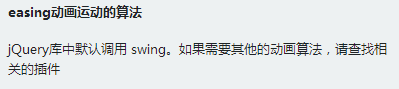 easing动画运动的算法
jQuery库中默认调用 swing。如果需要其他的动画算法，请查找相
关的插件